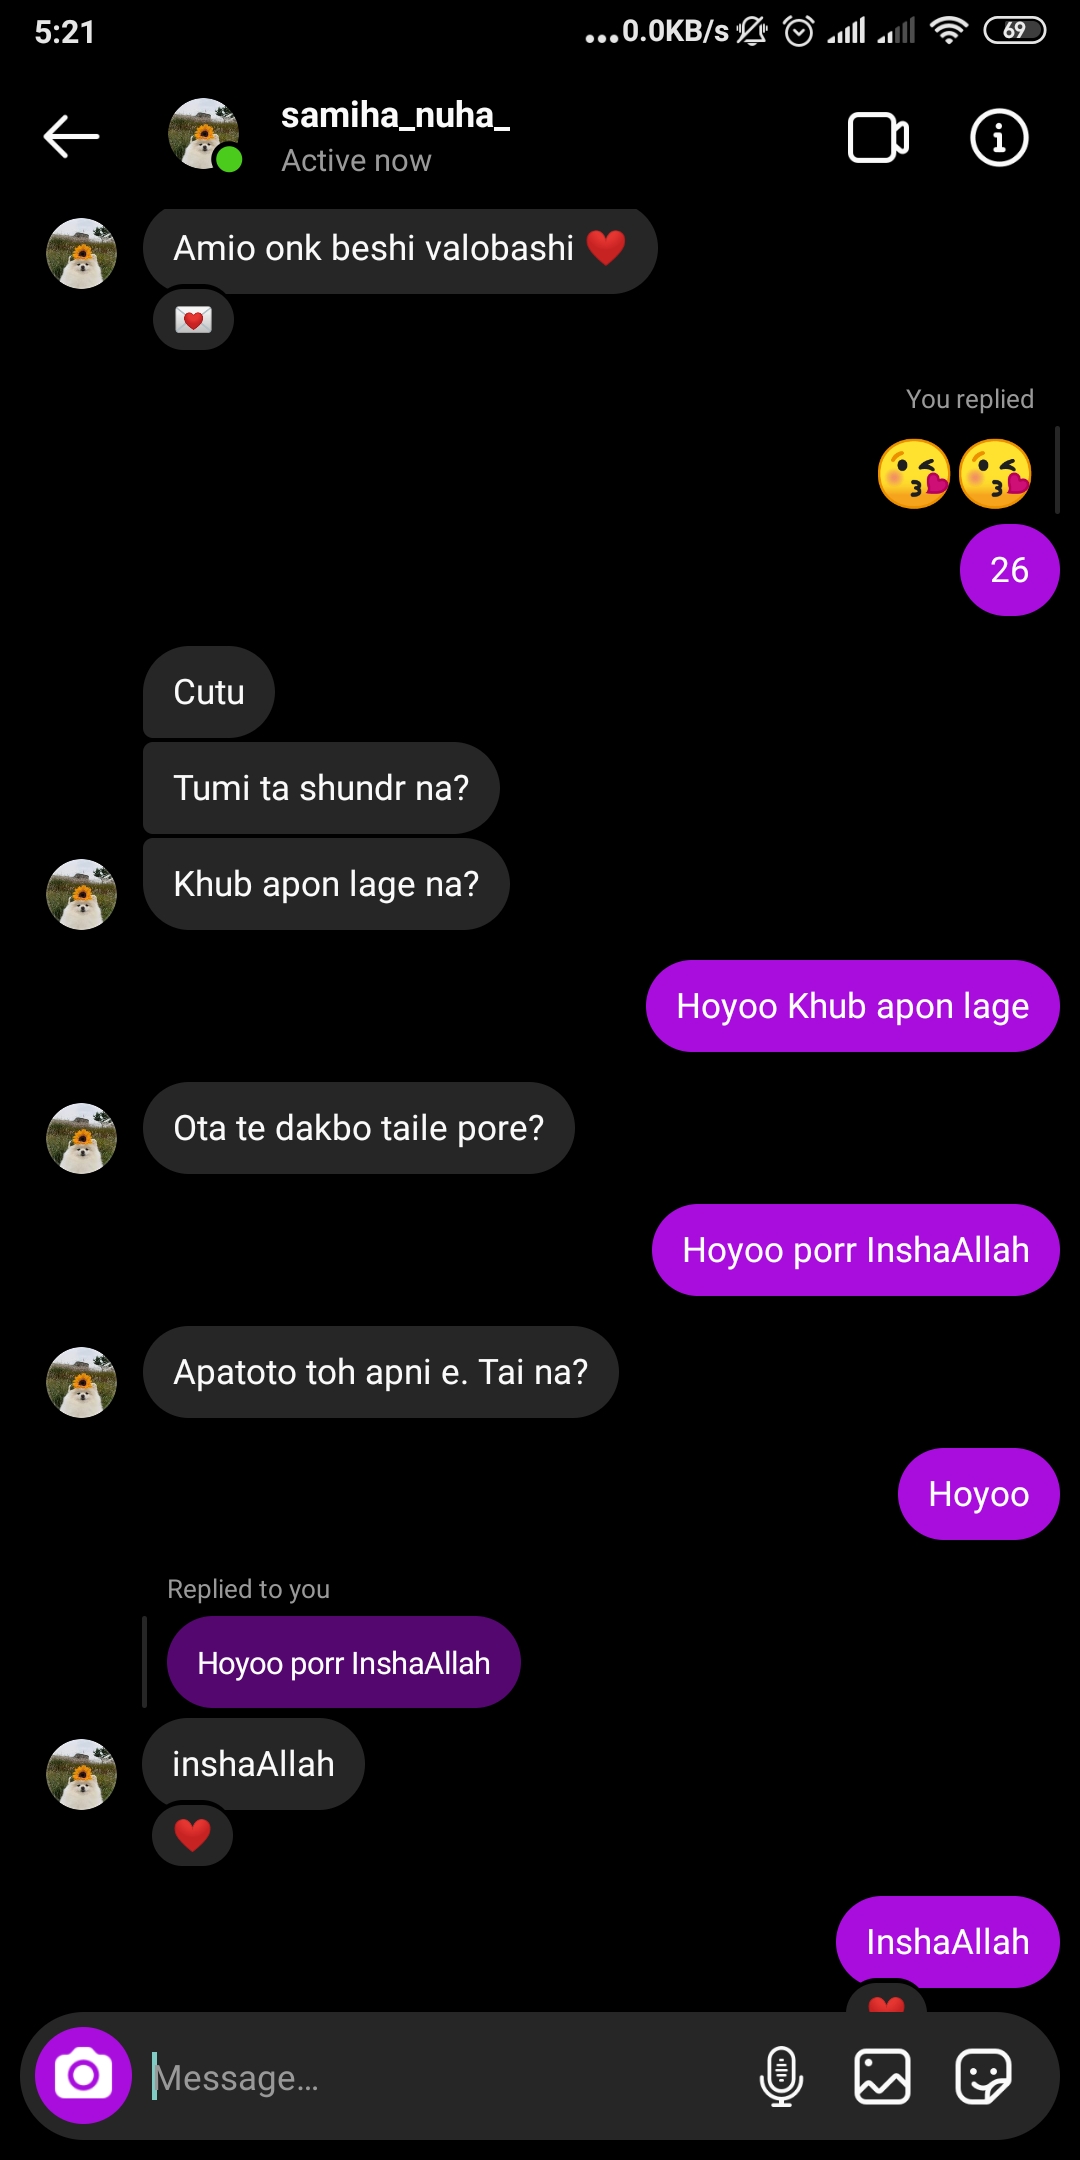 5:21
...0.0KB/s 69
samiha_nuha_
Active now
Amio onk beshi valobashi ❤️
💌
You replied
😘😘
26
Cutu
Tumi ta shundr na?
Khub apon lage na?
Hoyoo Khub apon lage
Ota te dakbo taile pore?
Hoyoo porr InshaAllah
Apatoto toh apni e. Tai na?
Hoyoo
Replied to you
Hoyoo porr InshaAllah
inshaAllah
❤️
InshaAllah
❤️
Message...